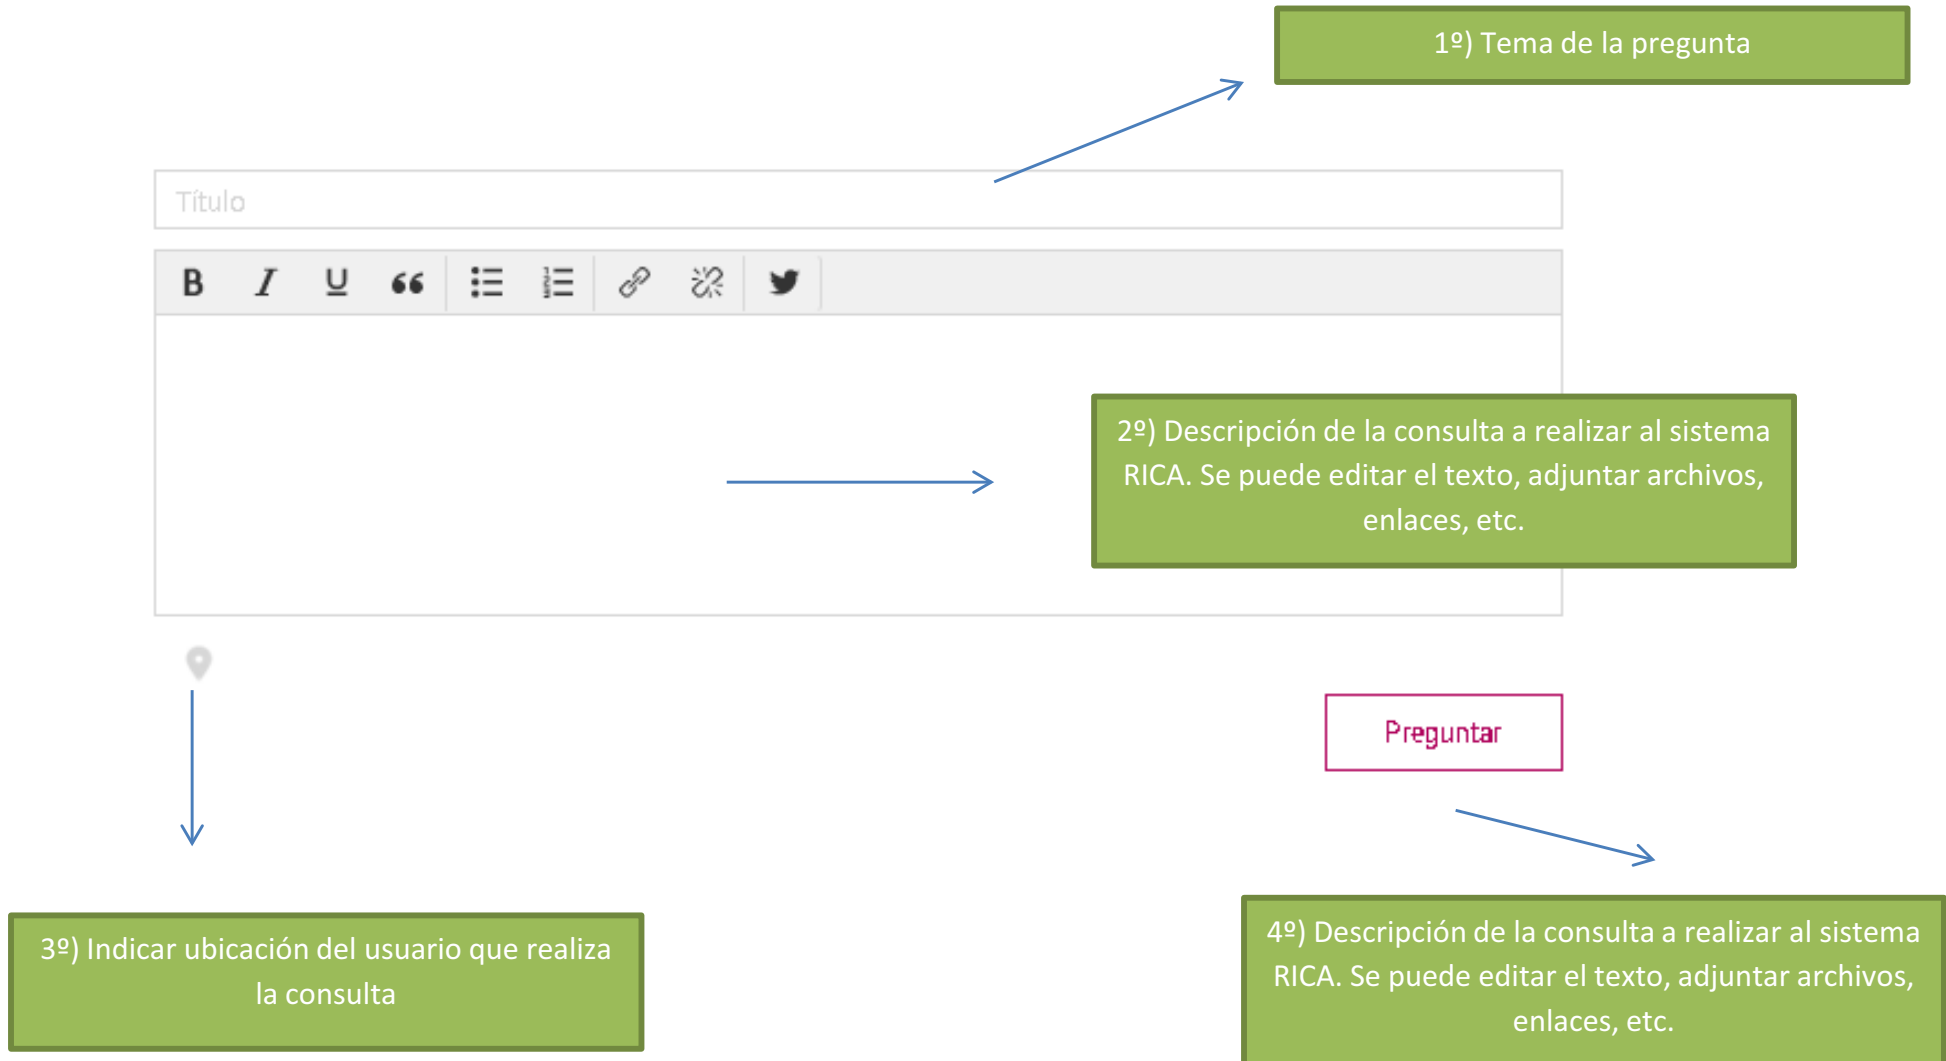 1º) Tema de la pregunta
Título
B I U
2º) Descripción de la consulta a realizar al sistema
RICA. Se puede editar el texto, adjuntar archivos,
enlaces, etc.
Preguntar
3º) Indicar ubicación del usuario que realiza
la consulta
4º) Descripción de la consulta a realizar al sistema
RICA. Se puede editar el texto, adjuntar archivos,
enlaces, etc.